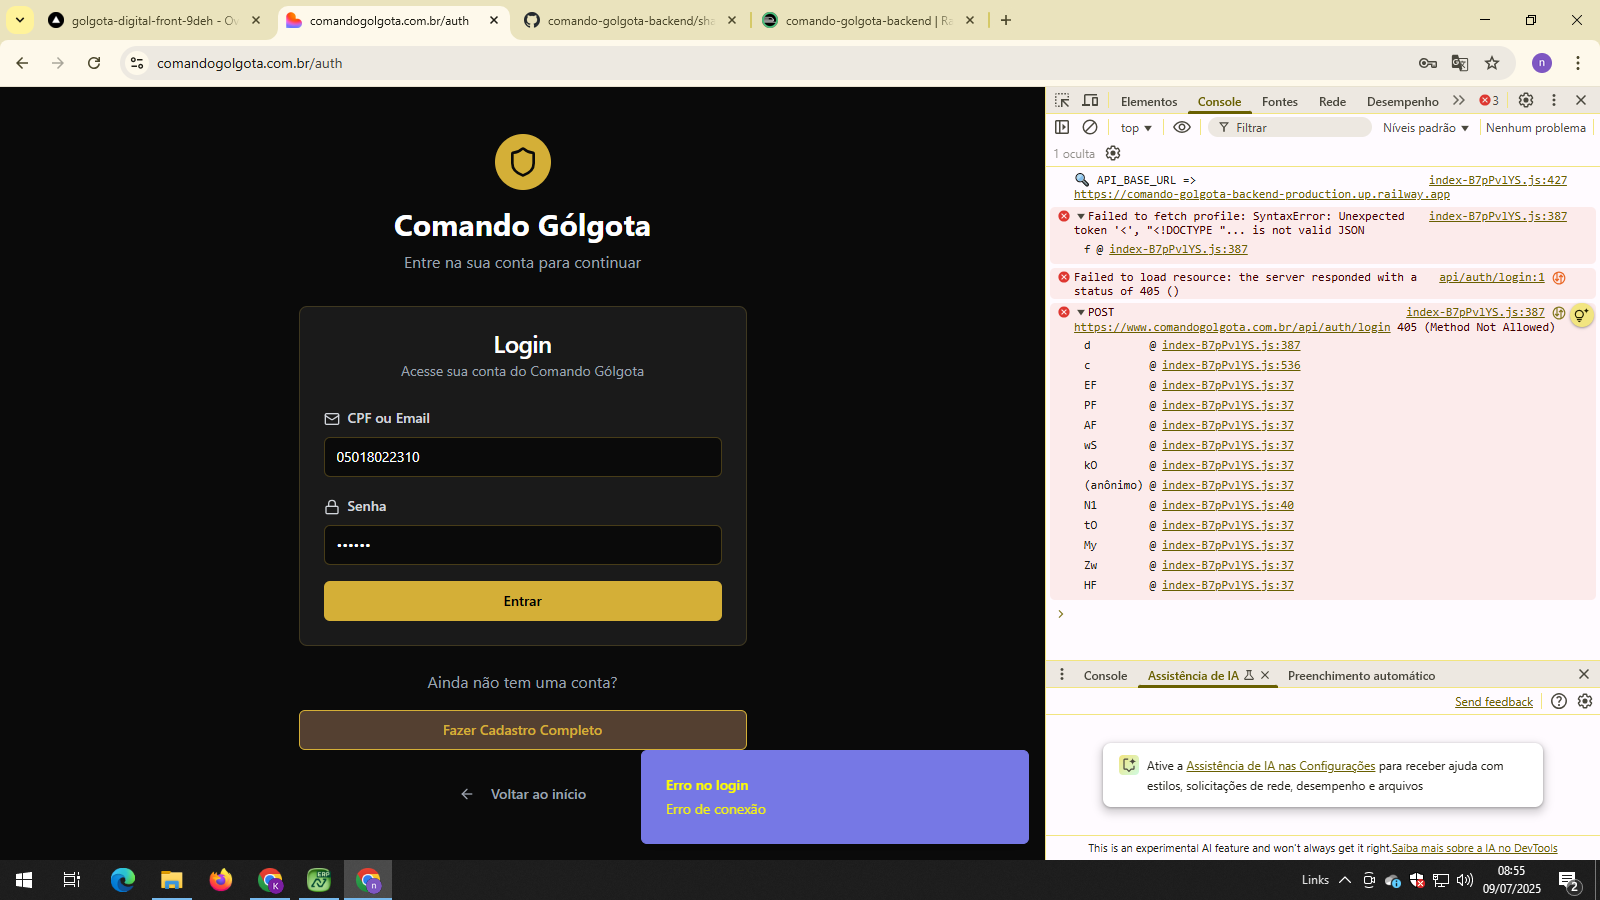 golgota-digital-front-9deh - Ov
comandogolgota.com.br/auth
comando-golgota-backend/sha
comando-golgota-backend | Ra
comandogolgota.com.br/auth
n
Comando Gólgota
Entre na sua conta para continuar
Login
Acesse sua conta do Comando Gólgota
CPF ou Email
05018022310
Senha
••••••
Entrar
Ainda não tem uma conta?
Fazer Cadastro Completo
Voltar ao início
Erro no login
Erro de conexão
Elementos Console Fontes Rede Desempenho 3
top Filtrar Níveis padrão Nenhum problema
1 oculta
API_BASE_URL => index-B7pPvlYS.js:427
https://comando-golgota-backend-production.up.railway.app
Failed to fetch profile: SyntaxError: Unexpected index-B7pPvlYS.js:387
token '<', "<!DOCTYPE "... is not valid JSON
f @ index-B7pPvlYS.js:387
Failed to load resource: the server responded with a api/auth/login:1
status of 405 ()
POST index-B7pPvlYS.js:387
https://www.comandogolgota.com.br/api/auth/login 405 (Method Not Allowed)
d @ index-B7pPvlYS.js:387
c @ index-B7pPvlYS.js:536
EF @ index-B7pPvlYS.js:37
PF @ index-B7pPvlYS.js:37
AF @ index-B7pPvlYS.js:37
wS @ index-B7pPvlYS.js:37
kO @ index-B7pPvlYS.js:37
(anônimo) @ index-B7pPvlYS.js:37
N1 @ index-B7pPvlYS.js:40
tO @ index-B7pPvlYS.js:37
My @ index-B7pPvlYS.js:37
Zw @ index-B7pPvlYS.js:37
HF @ index-B7pPvlYS.js:37
Console Assistência de IA Preenchimento automático
Send feedback
Ative a Assistência de IA nas Configurações para receber ajuda com
estilos, solicitações de rede, desempenho e arquivos
This is an experimental AI feature and won't always get it right.Saiba mais sobre a IA no DevTools
K
ERP
n
Links
08:55
09/07/2025
2